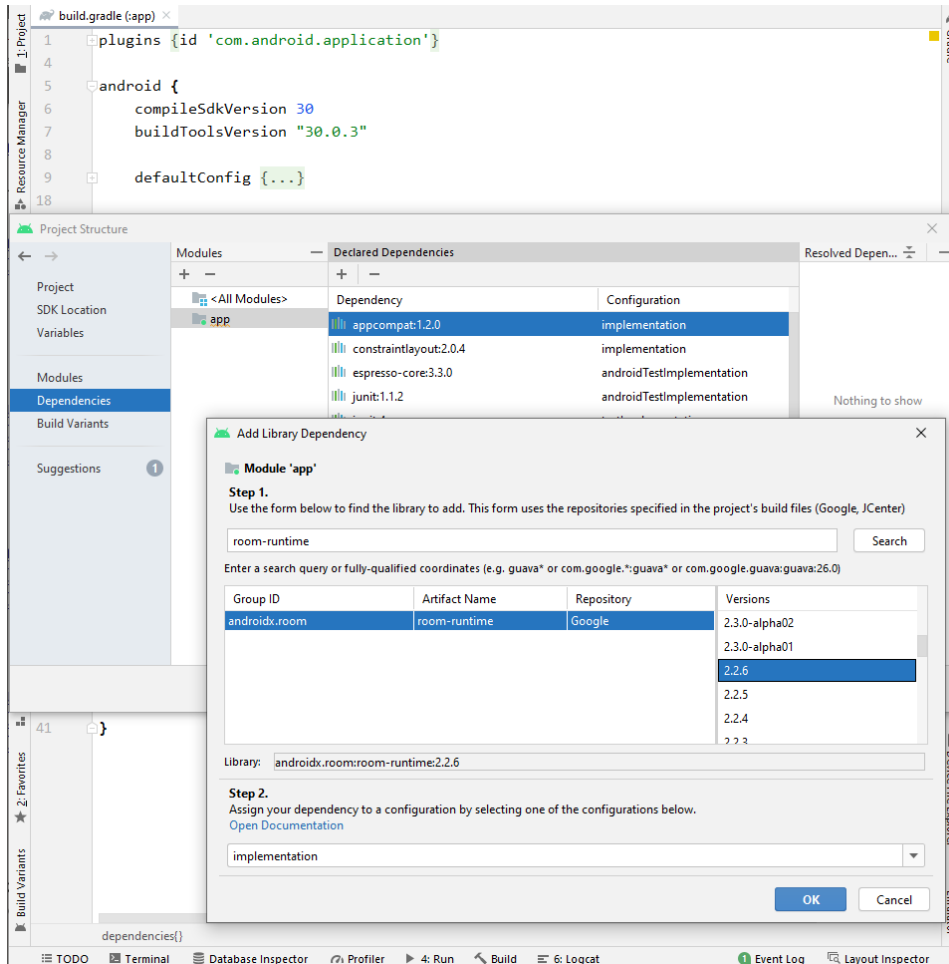 build.gradle (:app)
1: Project
Resource Manager
1 plugins {id 'com.android.application'}
4
5 android {
6 compileSdkVersion 30
7 buildToolsVersion "30.0.3"
8
9 defaultConfig {...}
18
Project Structure
Modules
Declared Dependencies
Resolved Depen...
Project
SDK Location
Variables
Modules
Dependencies
Build Variants
Suggestions 1
<All Modules>
app
Dependency Configuration
appcompat:1.2.0 implementation
constraintlayout:2.0.4 implementation
espresso-core:3.3.0 androidTestImplementation
junit:1.1.2 androidTestImplementation
Nothing to show
Add Library Dependency
Module 'app'
Step 1.
Use the form below to find the library to add. This form uses the repositories specified in the project's build files (Google, JCenter)
room-runtime Search
Enter a search query or fully-qualified coordinates (e.g. guava* or com.google.*:guava* or com.google.guava:guava:26.0)
Group ID Artifact Name Repository Versions
androidx.room room-runtime Google
2.3.0-alpha02
2.3.0-alpha01
2.2.6
2.2.5
2.2.4
2.2.3
Library: androidx.room:room-runtime:2.2.6
Step 2.
Assign your dependency to a configuration by selecting one of the configurations below.
Open Documentation
implementation
OK Cancel
41 }
2: Favorites
Build Variants
dependencies{}
TODO Terminal Database Inspector Profiler 4: Run Build 6: Logcat 1 Event Log Layout Inspector